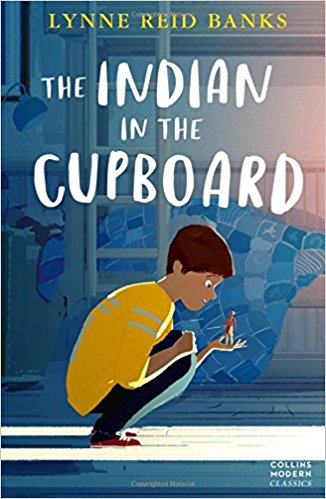 LYNNE REID BANKS
THE INDIAN
IN THE
CUPBOARD
COLLINS
MODERN
CLASSICS